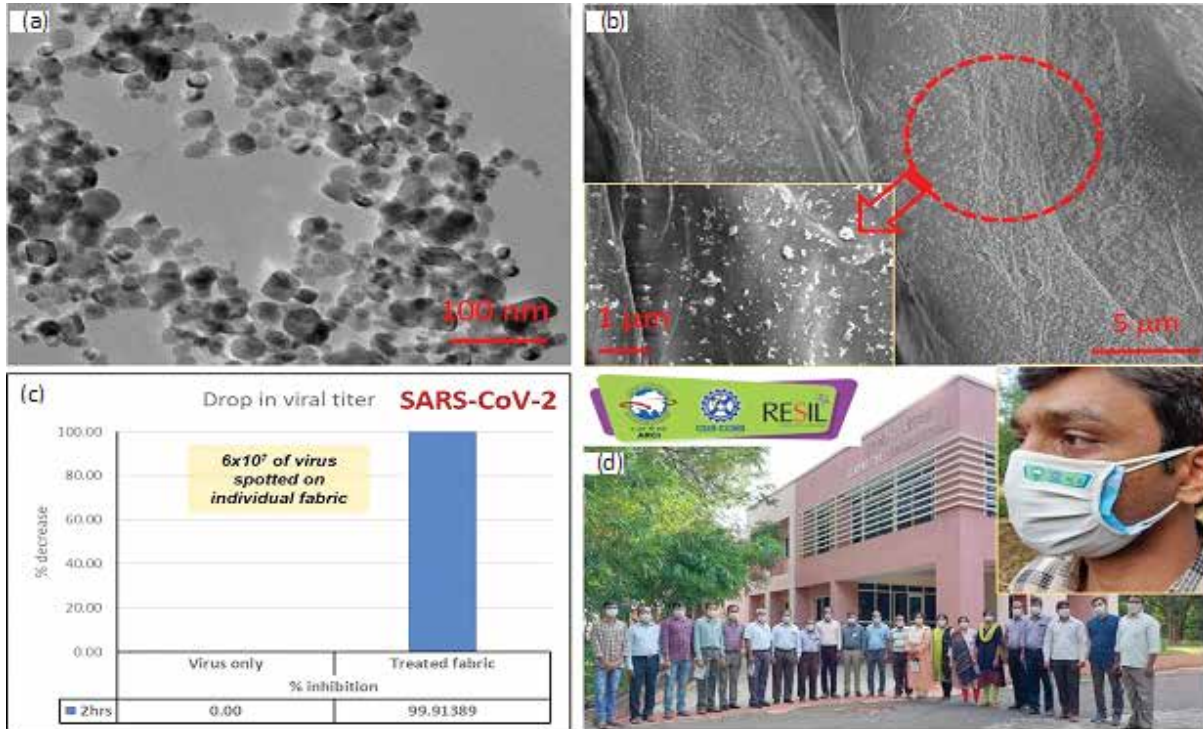 (a)
100 nm
(b)
1 µm
5 µm
(c)
Drop in viral titer SARS-CoV-2
100.00
80.00
60.00
40.00
20.00
0.00
% decrease
6x10⁷ of virus
spotted on
individual fabric
Virus only
Treated fabric
% inhibition
2hrs
0.00
99.91389
(d)
ARCI
CSIR-CCMB
RESIL